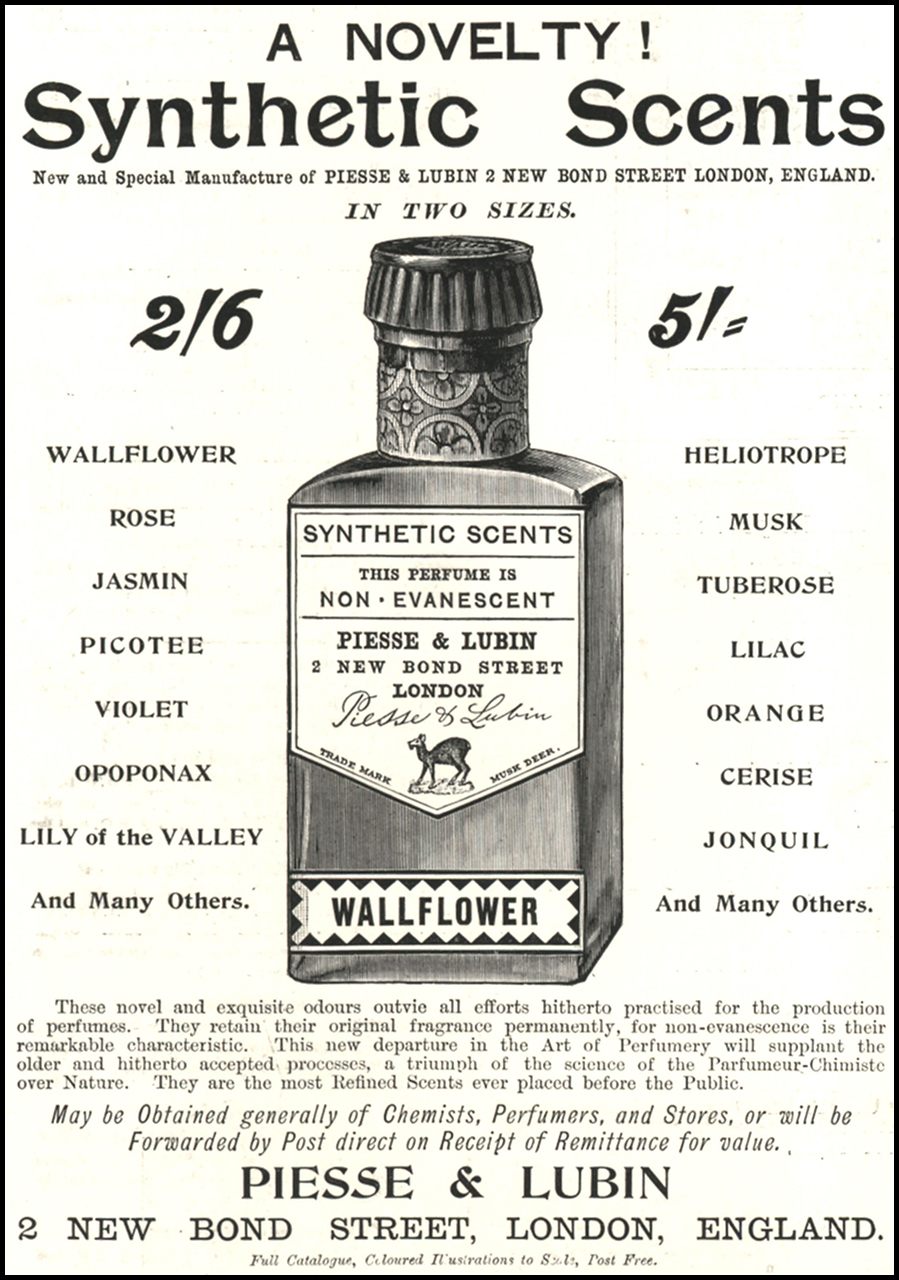 A NOVELTY!
Synthetic Scents
New and Special Manufacture of PIESSE & LUBIN 2 NEW BOND STREET LONDON, ENGLAND.
IN TWO SIZES.
2/6
5/=
WALLFLOWER
ROSE
JASMIN
PICOTEE
VIOLET
OPOPONAX
LILY of the VALLEY
And Many Others.
SYNTHETIC SCENTS
THIS PERFUME IS
NON·EVANESCENT
PIESSE & LUBIN
2 NEW BOND STREET
LONDON
Piesse & Lubin
TRADE MARK
MUSK DEER.
WALLFLOWER
HELIOTROPE
MUSK
TUBEROSE
LILAC
ORANGE
CERISE
JONQUIL
And Many Others.
These novel and exquisite odours outvie all efforts hitherto practised for the production
of perfumes. They retain their original fragrance permanently, for non-evanescence is their
remarkable characteristic. This new departure in the Art of Perfumery will supplant the
older and hitherto accepted processes, a triumph of the science of the Parfumeur-Chimiste
over Nature. They are the most Refined Scents ever placed before the Public.
May be Obtained generally of Chemists, Perfumers, and Stores, or will be
Forwarded by Post direct on Receipt of Remittance for value.
PIESSE & LUBIN
2 NEW BOND STREET, LONDON, ENGLAND.
Full Catalogue, Coloured Illustrations to Scale, Post Free.